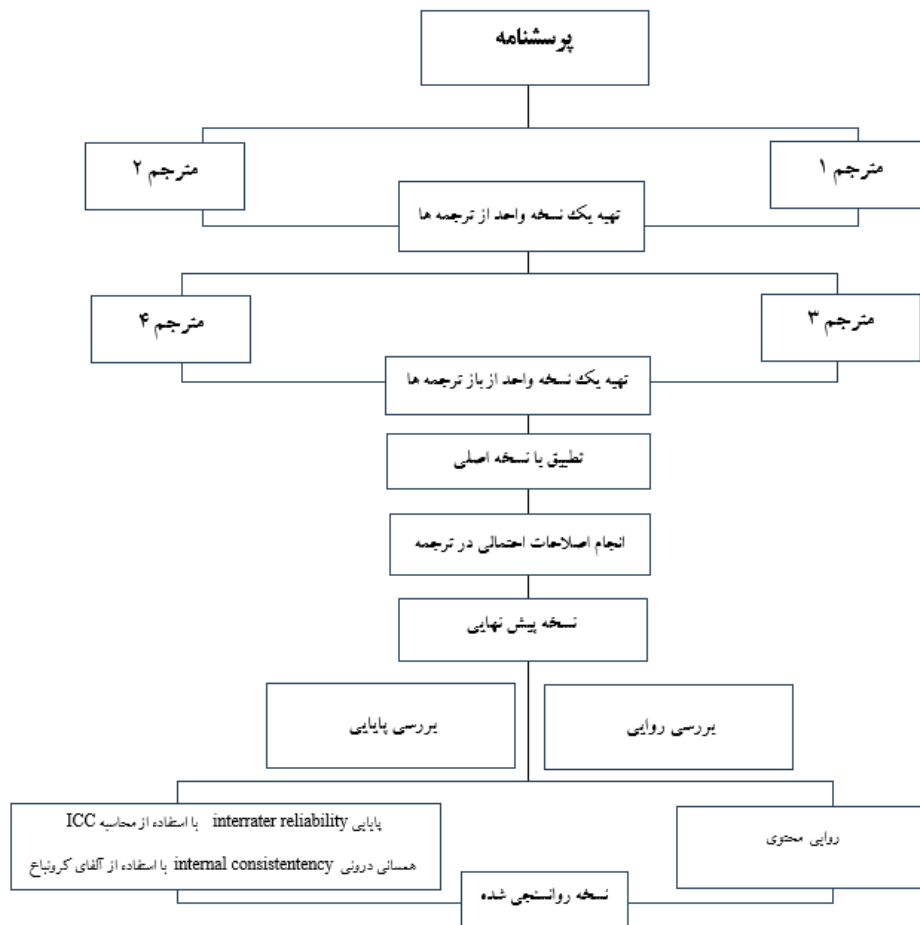 پرسشنامه
مترجم ۱
مترجم ۲
تهیه یک نسخه واحد از ترجمه ها
مترجم ۳
مترجم ۴
تهیه یک نسخه واحد از باز ترجمه ها
تطبیق با نسخه اصلی
انجام اصلاحات احتمالی در ترجمه
نسخه پیش نهایی
بررسی روایی
بررسی پایایی
روایی محتوی
پایایی interrater reliability با استفاده از محاسبه ICC
همسانی درونی internal consistentency با استفاده از آلفای کرونباخ
نسخه روانسنجی شده